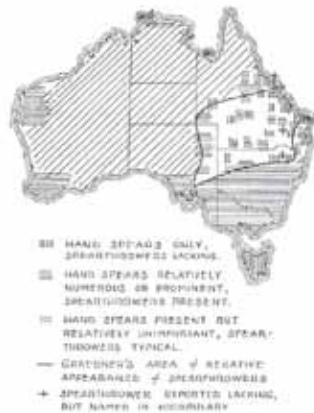 HAND SPEARS ONLY,
SPEARTHROWERS LACKING.
HAND SPEARS RELATIVELY
NUMEROUS OR PROMINENT,
SPEARTHROWERS PRESENT.
HAND SPEARS PRESENT BUT
RELATIVELY UNIMPORTANT, SPEAR-
THROWERS TYPICAL.
AREA OF NEGATIVE
APPEARANCE OF SPEARTHROWERS
SPEARTHROWER REPORTED LACKING,
BUT NAMED IN VOCABULARY